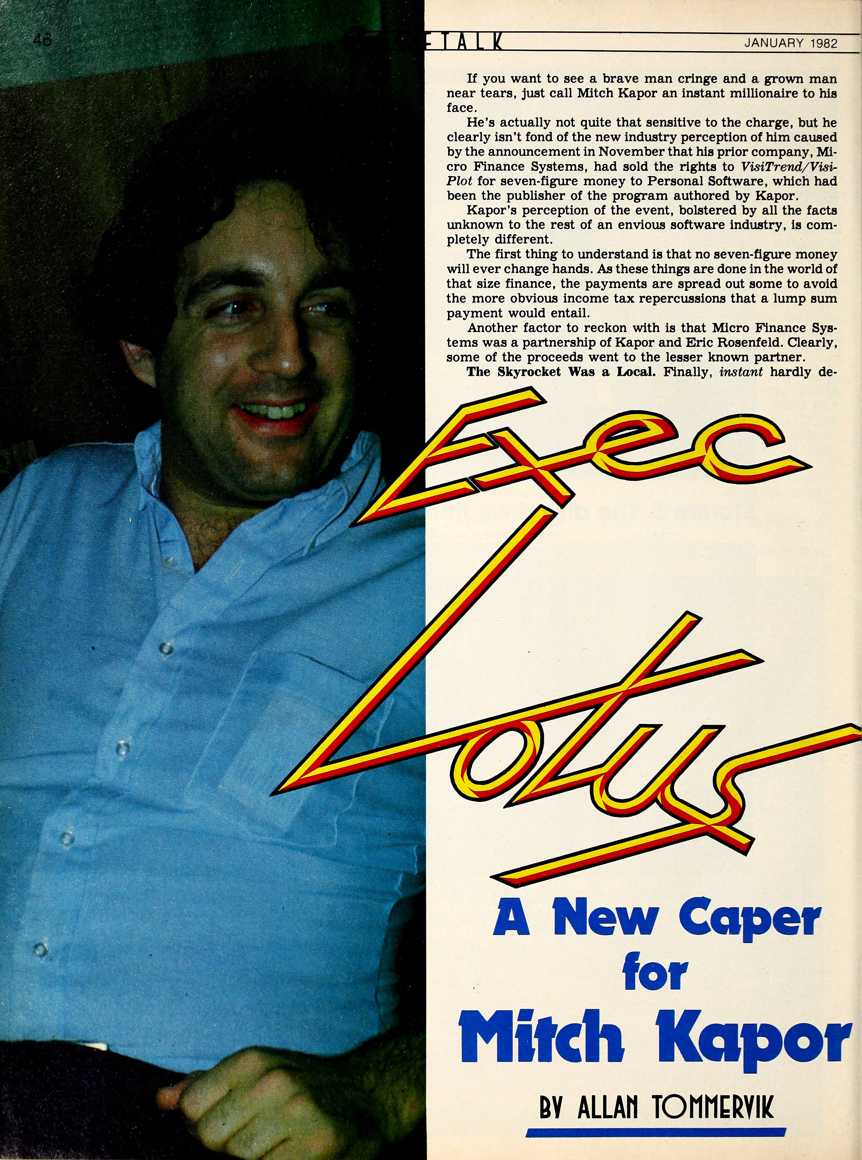 48
ETALK
JANUARY 1982
If you want to see a brave man cringe and a grown man
near tears, just call Mitch Kapor an instant millionaire to his
face.
He's actually not quite that sensitive to the charge, but he
clearly isn't fond of the new industry perception of him caused
by the announcement in November that his prior company, Mi-
cro Finance Systems, had sold the rights to VisiTrend/Visi-
Plot for seven-figure money to Personal Software, which had
been the publisher of the program authored by Kapor.
Kapor's perception of the event, bolstered by all the facts
unknown to the rest of an envious software industry, is com-
pletely different.
The first thing to understand is that no seven-figure money
will ever change hands. As these things are done in the world of
that size finance, the payments are spread out some to avoid
the more obvious income tax repercussions that a lump sum
payment would entail.
Another factor to reckon with is that Micro Finance Sys-
tems was a partnership of Kapor and Eric Rosenfeld. Clearly,
some of the proceeds went to the lesser known partner.
The Skyrocket Was a Local. Finally, instant hardly de-
Exec
Lotus
A New Caper
for
Mitch Kapor
BY ALLAN TOMMERVIK